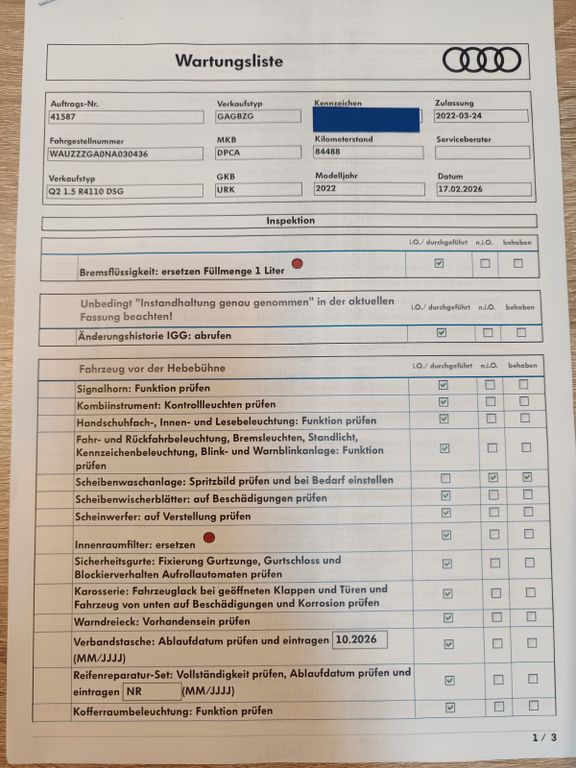 Wartungsliste
Auftrags-Nr. Verkaufstyp Kennzeichen Zulassung
41587 GAGBZG 2022-03-24
Fahrgestellnummer MKB Kilometerstand Serviceberater
WAUZZZGA0NA030436 DPCA 84488
Verkaufstyp GKB Modelljahr Datum
Q2 1.5 R4110 DSG URK 2022 17.02.2026
Inspektion
i.O./ durchgeführt n.i.O. behoben
Bremsflüssigkeit: ersetzen Füllmenge 1 Liter
Unbedingt "Instandhaltung genau genommen" in der aktuellen
Fassung beachten!
i.O./ durchgeführt n.i.O. behoben
Änderungshistorie IGG: abrufen
Fahrzeug vor der Hebebühne i.O./ durchgeführt n.i.O. behoben
Signalhorn: Funktion prüfen
Kombiinstrument: Kontrollleuchten prüfen
Handschuhfach-, Innen- und Lesebeleuchtung: Funktion prüfen
Fahr- und Rückfahrbeleuchtung, Bremsleuchten, Standlicht,
Kennzeichenbeleuchtung, Blink- und Warnblinkanlage: Funktion
prüfen
Scheibenwaschanlage: Spritzbild prüfen und bei Bedarf einstellen
Scheibenwischerblätter: auf Beschädigungen prüfen
Scheinwerfer: auf Verstellung prüfen
Innenraumfilter: ersetzen
Sicherheitsgurte: Fixierung Gurtzunge, Gurtschloss und
Blockierverhalten Aufrollautomaten prüfen
Karosserie: Fahrzeuglack bei geöffneten Klappen und Türen und
Fahrzeug von unten auf Beschädigungen und Korrosion prüfen
Warndreieck: Vorhandensein prüfen
Verbandstasche: Ablaufdatum prüfen und eintragen 10.2026
(MM/JJJJ)
Reifenreparatur-Set: Vollständigkeit prüfen, Ablaufdatum prüfen und
eintragen NR (MM/JJJJ)
Kofferraumbeleuchtung: Funktion prüfen
1 / 3